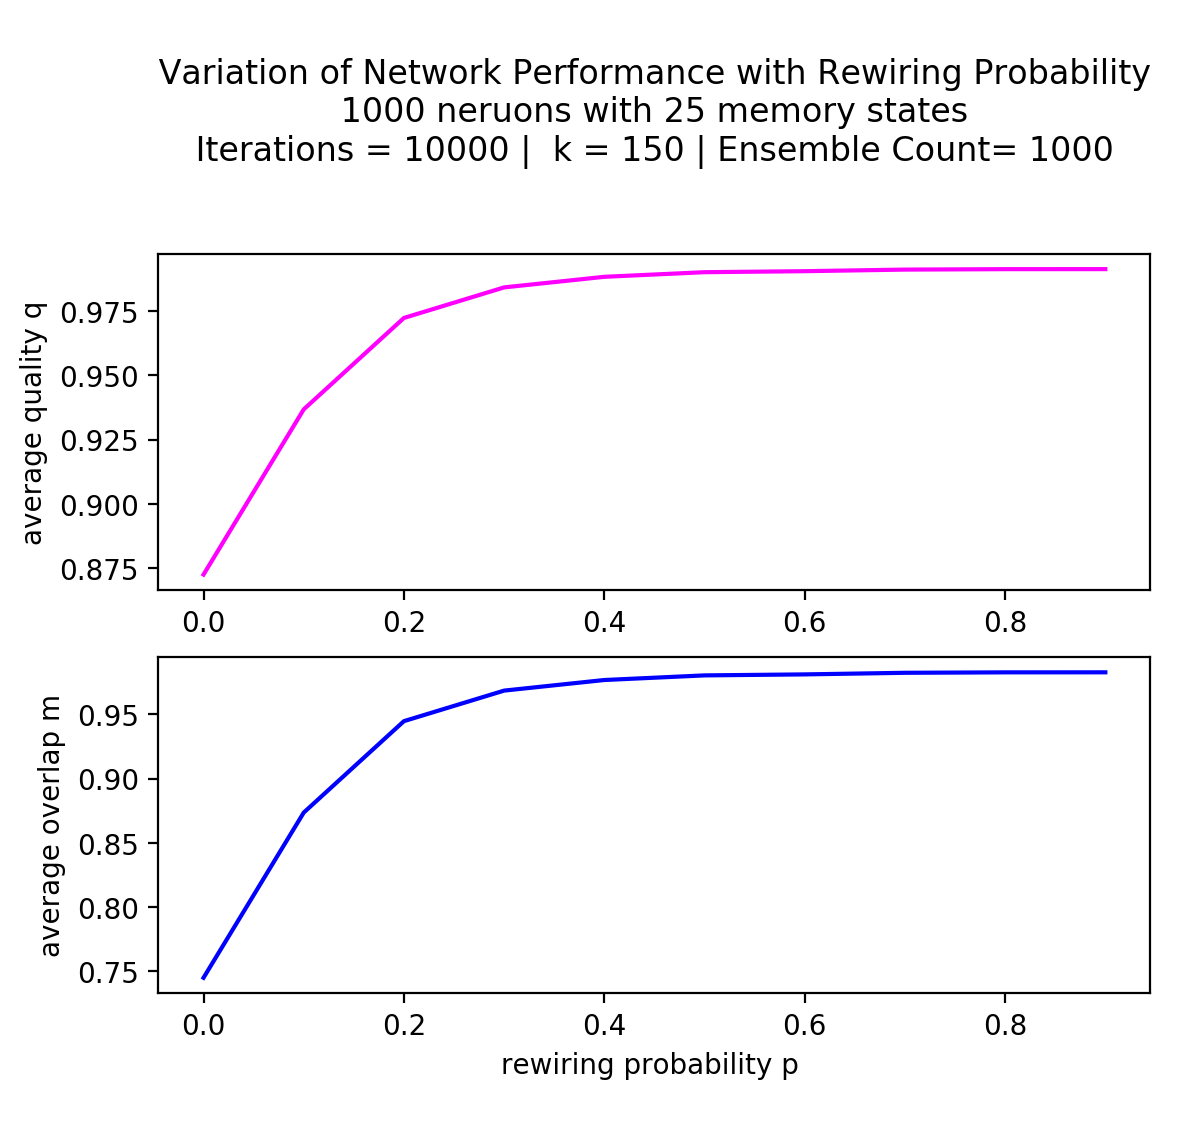 Variation of Network Performance with Rewiring Probability
1000 neruons with 25 memory states
Iterations = 10000 |  k = 150 | Ensemble Count= 1000
average quality q
0.975
0.950
0.925
0.900
0.875
0.0 0.2 0.4 0.6 0.8
average overlap m
0.95
0.90
0.85
0.80
0.75
0.0 0.2 0.4 0.6 0.8
rewiring probability p